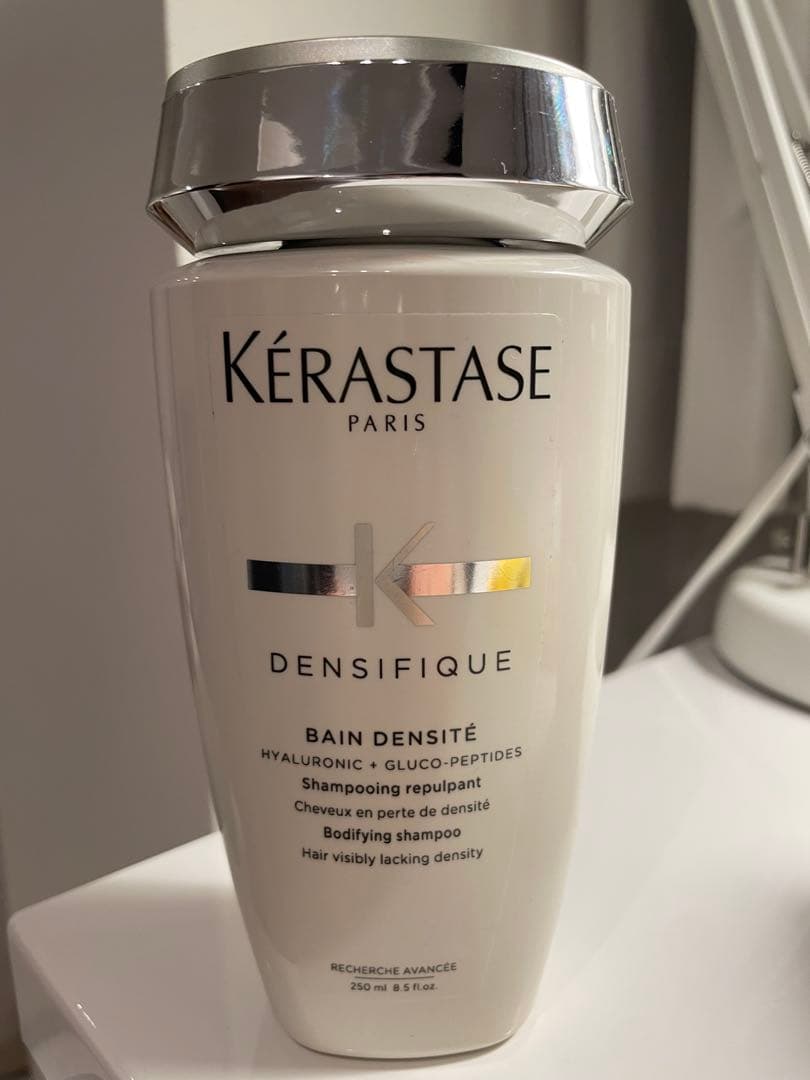 KÉRASTASE
PARIS
K
DENSIFIQUE
BAIN DENSITÉ
HYALURONIC + GLUCO-PEPTIDES
Shampooing repulpant
Cheveux en perte de densité
Bodifying shampoo
Hair visibly lacking density
RECHERCHE AVANCÉE
250 ml 8.5 fl.oz.